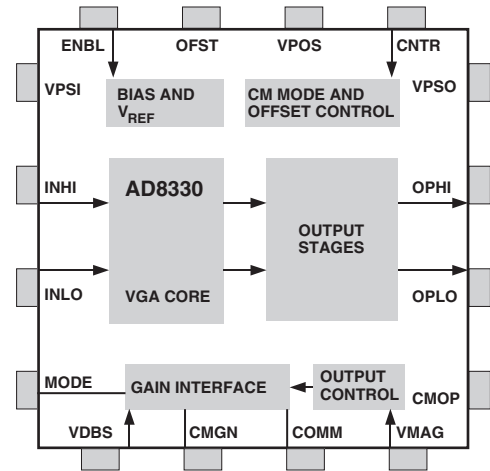 ENBL
OFST
VPOS
CNTR
VPSI
BIAS AND
VREF
CM MODE AND
OFFSET CONTROL
VPSO
INHI
AD8330
OUTPUT
STAGES
OPHI
INLO
VGA CORE
OPLO
MODE
GAIN INTERFACE
OUTPUT
CONTROL
CMOP
VDBS
CMGN
COMM
VMAG